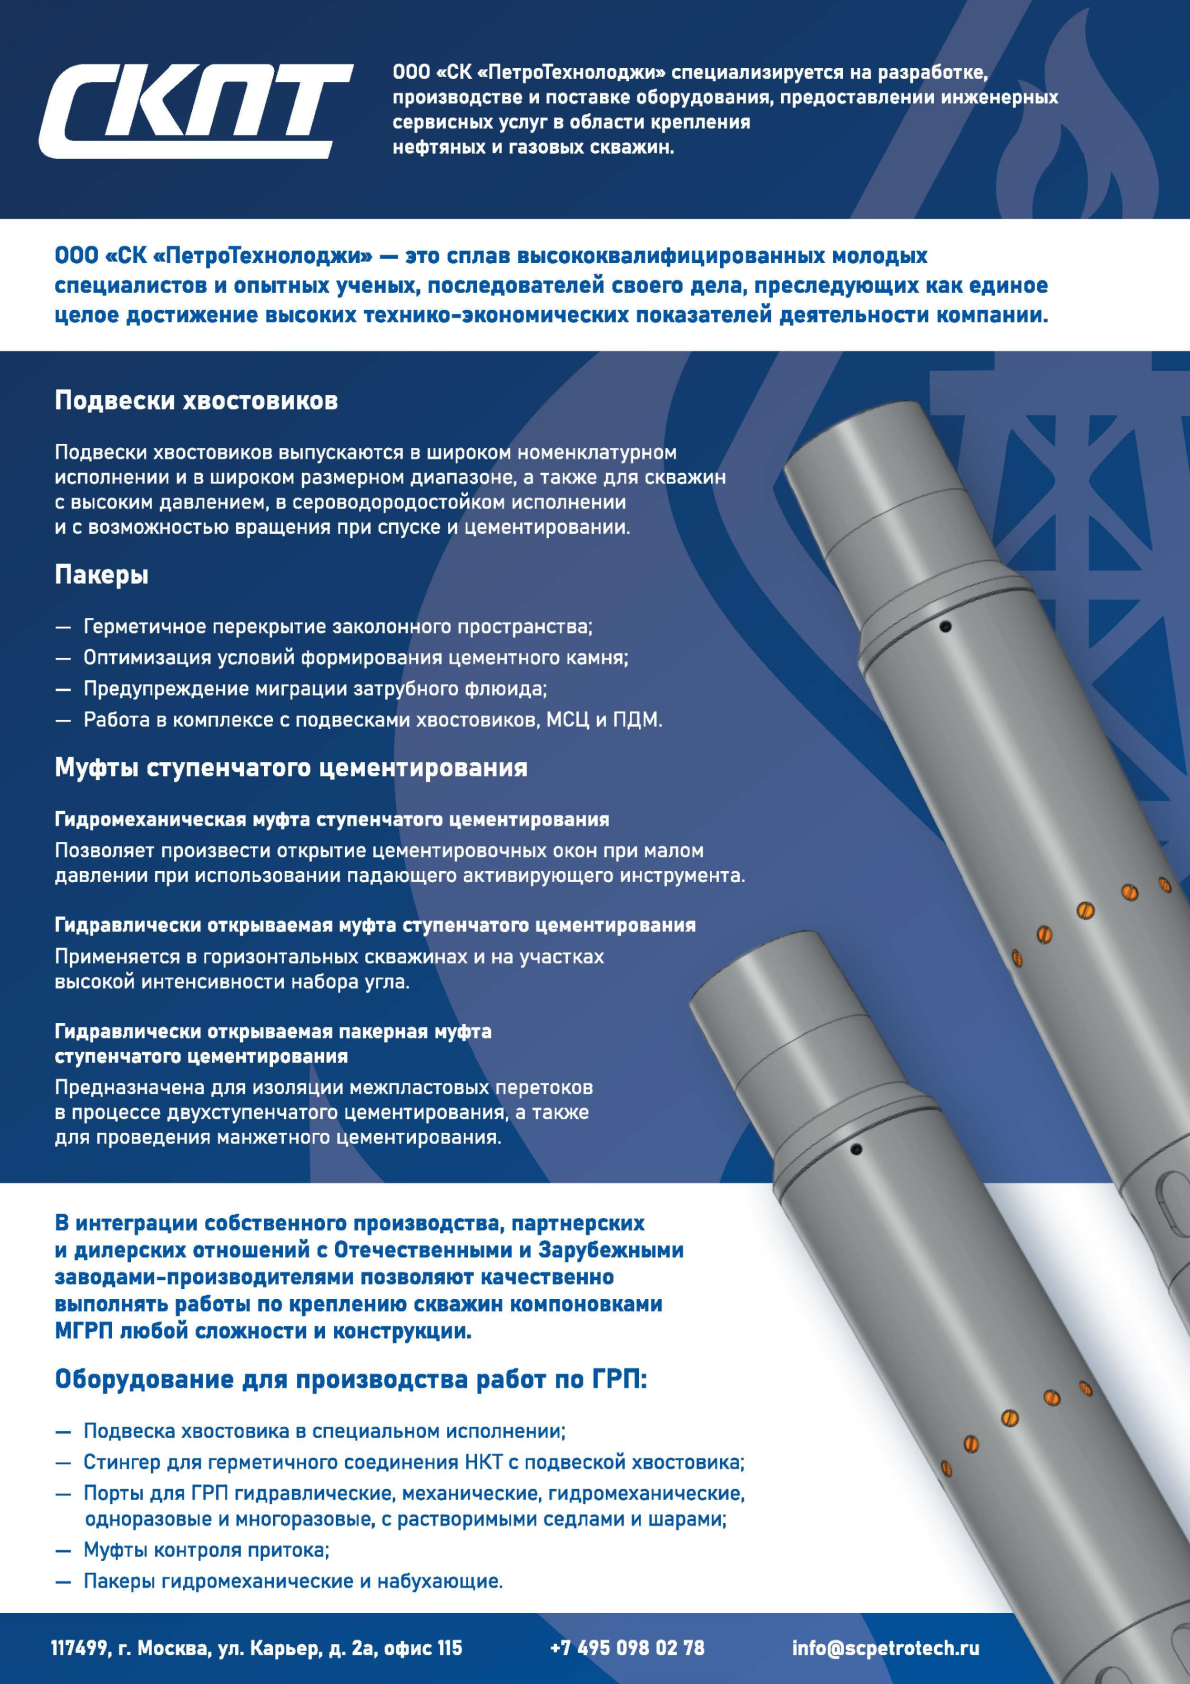 СКПТ
ООО «СК «ПетроТехнолоджи» специализируется на разработке,
производстве и поставке оборудования, предоставлении инженерных
сервисных услуг в области крепления
нефтяных и газовых скважин.
ООО «СК «ПетроТехнолоджи» — это сплав высококвалифицированных молодых
специалистов и опытных ученых, последователей своего дела, преследующих как единое
целое достижение высоких технико-экономических показателей деятельности компании.
Подвески хвостовиков
Подвески хвостовиков выпускаются в широком номенклатурном
исполнении и в широком размерном диапазоне, а также для скважин
с высоким давлением, в сероводородостойком исполнении
и с возможностью вращения при спуске и цементировании.
Пакеры
— Герметичное перекрытие заколонного пространства;
— Оптимизация условий формирования цементного камня;
— Предупреждение миграции затрубного флюида;
— Работа в комплексе с подвесками хвостовиков, МСЦ и ПДМ.
Муфты ступенчатого цементирования
Гидромеханическая муфта ступенчатого цементирования
Позволяет произвести открытие цементировочных окон при малом
давлении при использовании падающего активирующего инструмента.
Гидравлически открываемая муфта ступенчатого цементирования
Применяется в горизонтальных скважинах и на участках
высокой интенсивности набора угла.
Гидравлически открываемая пакерная муфта
ступенчатого цементирования
Предназначена для изоляции межпластовых перетоков
в процессе двухступенчатого цементирования, а также
для проведения манжетного цементирования.
В интеграции собственного производства, партнерских
и дилерских отношений с Отечественными и Зарубежными
заводами-производителями позволяют качественно
выполнять работы по креплению скважин компоновками
МГРП любой сложности и конструкции.
Оборудование для производства работ по ГРП:
— Подвеска хвостовика в специальном исполнении;
— Стингер для герметичного соединения НКТ с подвеской хвостовика;
— Порты для ГРП гидравлические, механические, гидромеханические,
одноразовые и многоразовые, с растворимыми седлами и шарами;
— Муфты контроля притока;
— Пакеры гидромеханические и набухающие.
117499, г. Москва, ул. Карьер, д. 2а, офис 115 +7 495 098 02 78 info@scpetrotech.ru